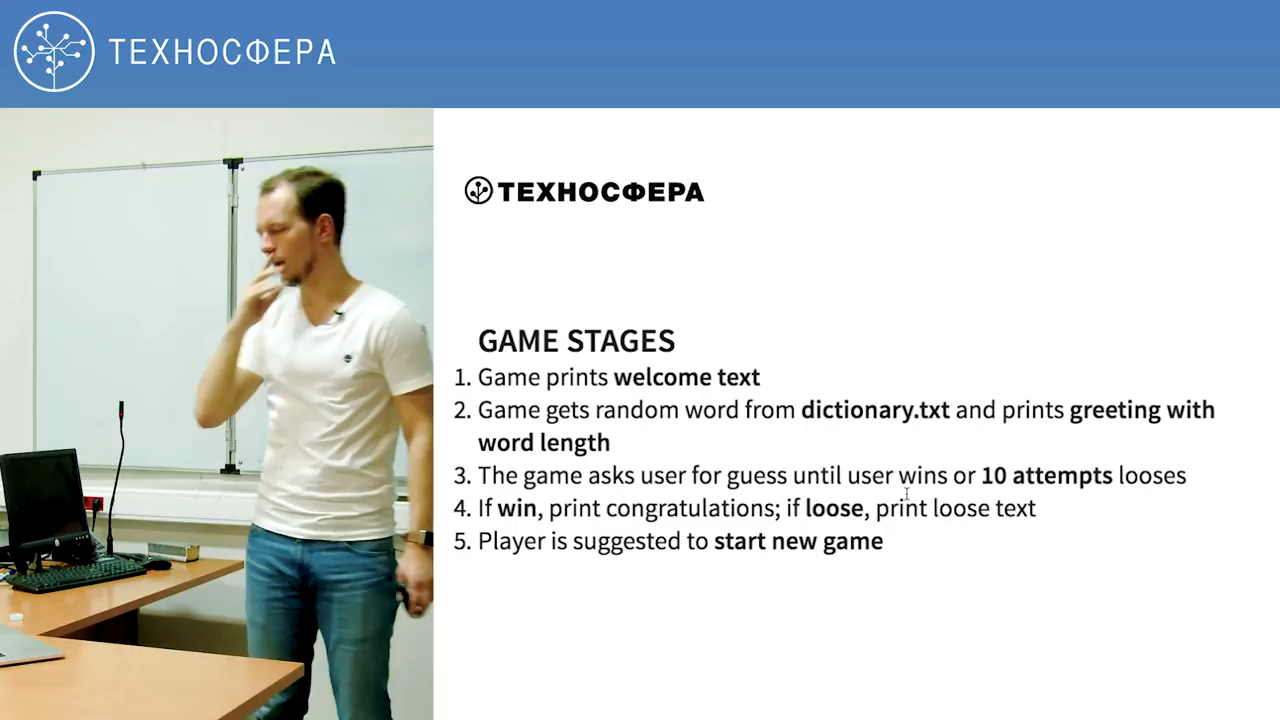 ТЕХНОСФЕРА
ТЕХНОСФЕРА
GAME STAGES
1. Game prints welcome text
2. Game gets random word from dictionary.txt and prints greeting with
word length
3. The game asks user for guess until user wins or 10 attempts looses
4. If win, print congratulations; if loose, print loose text
5. Player is suggested to start new game